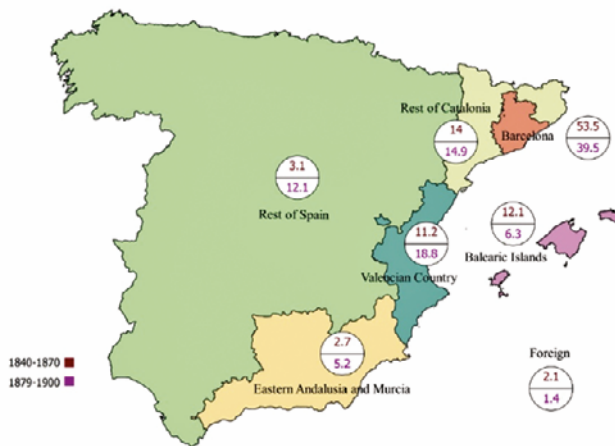 Rest of Catalonia
14
14.9
Barcelona
53.5
39.5
3.1
12.1
Rest of Spain
12.1
6.3
Balearic Islands
11.2
18.8
Valencian Country
2.7
5.2
Eastern Andalusia and Murcia
Foreign
2.1
1.4
1840-1870
1879-1900